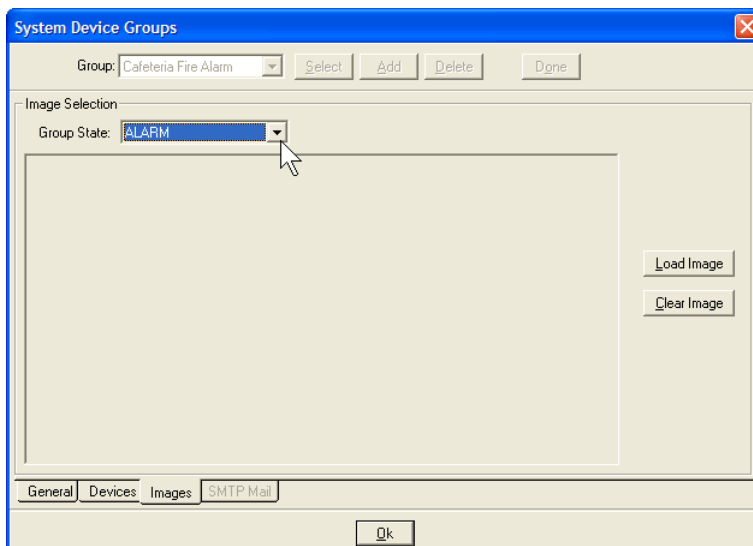 System Device Groups
Group: Cafeteria Fire Alarm Select Add Delete Done
Image Selection
Group State: ALARM
Load Image
Clear Image
General Devices Images SMTP Mail
Ok